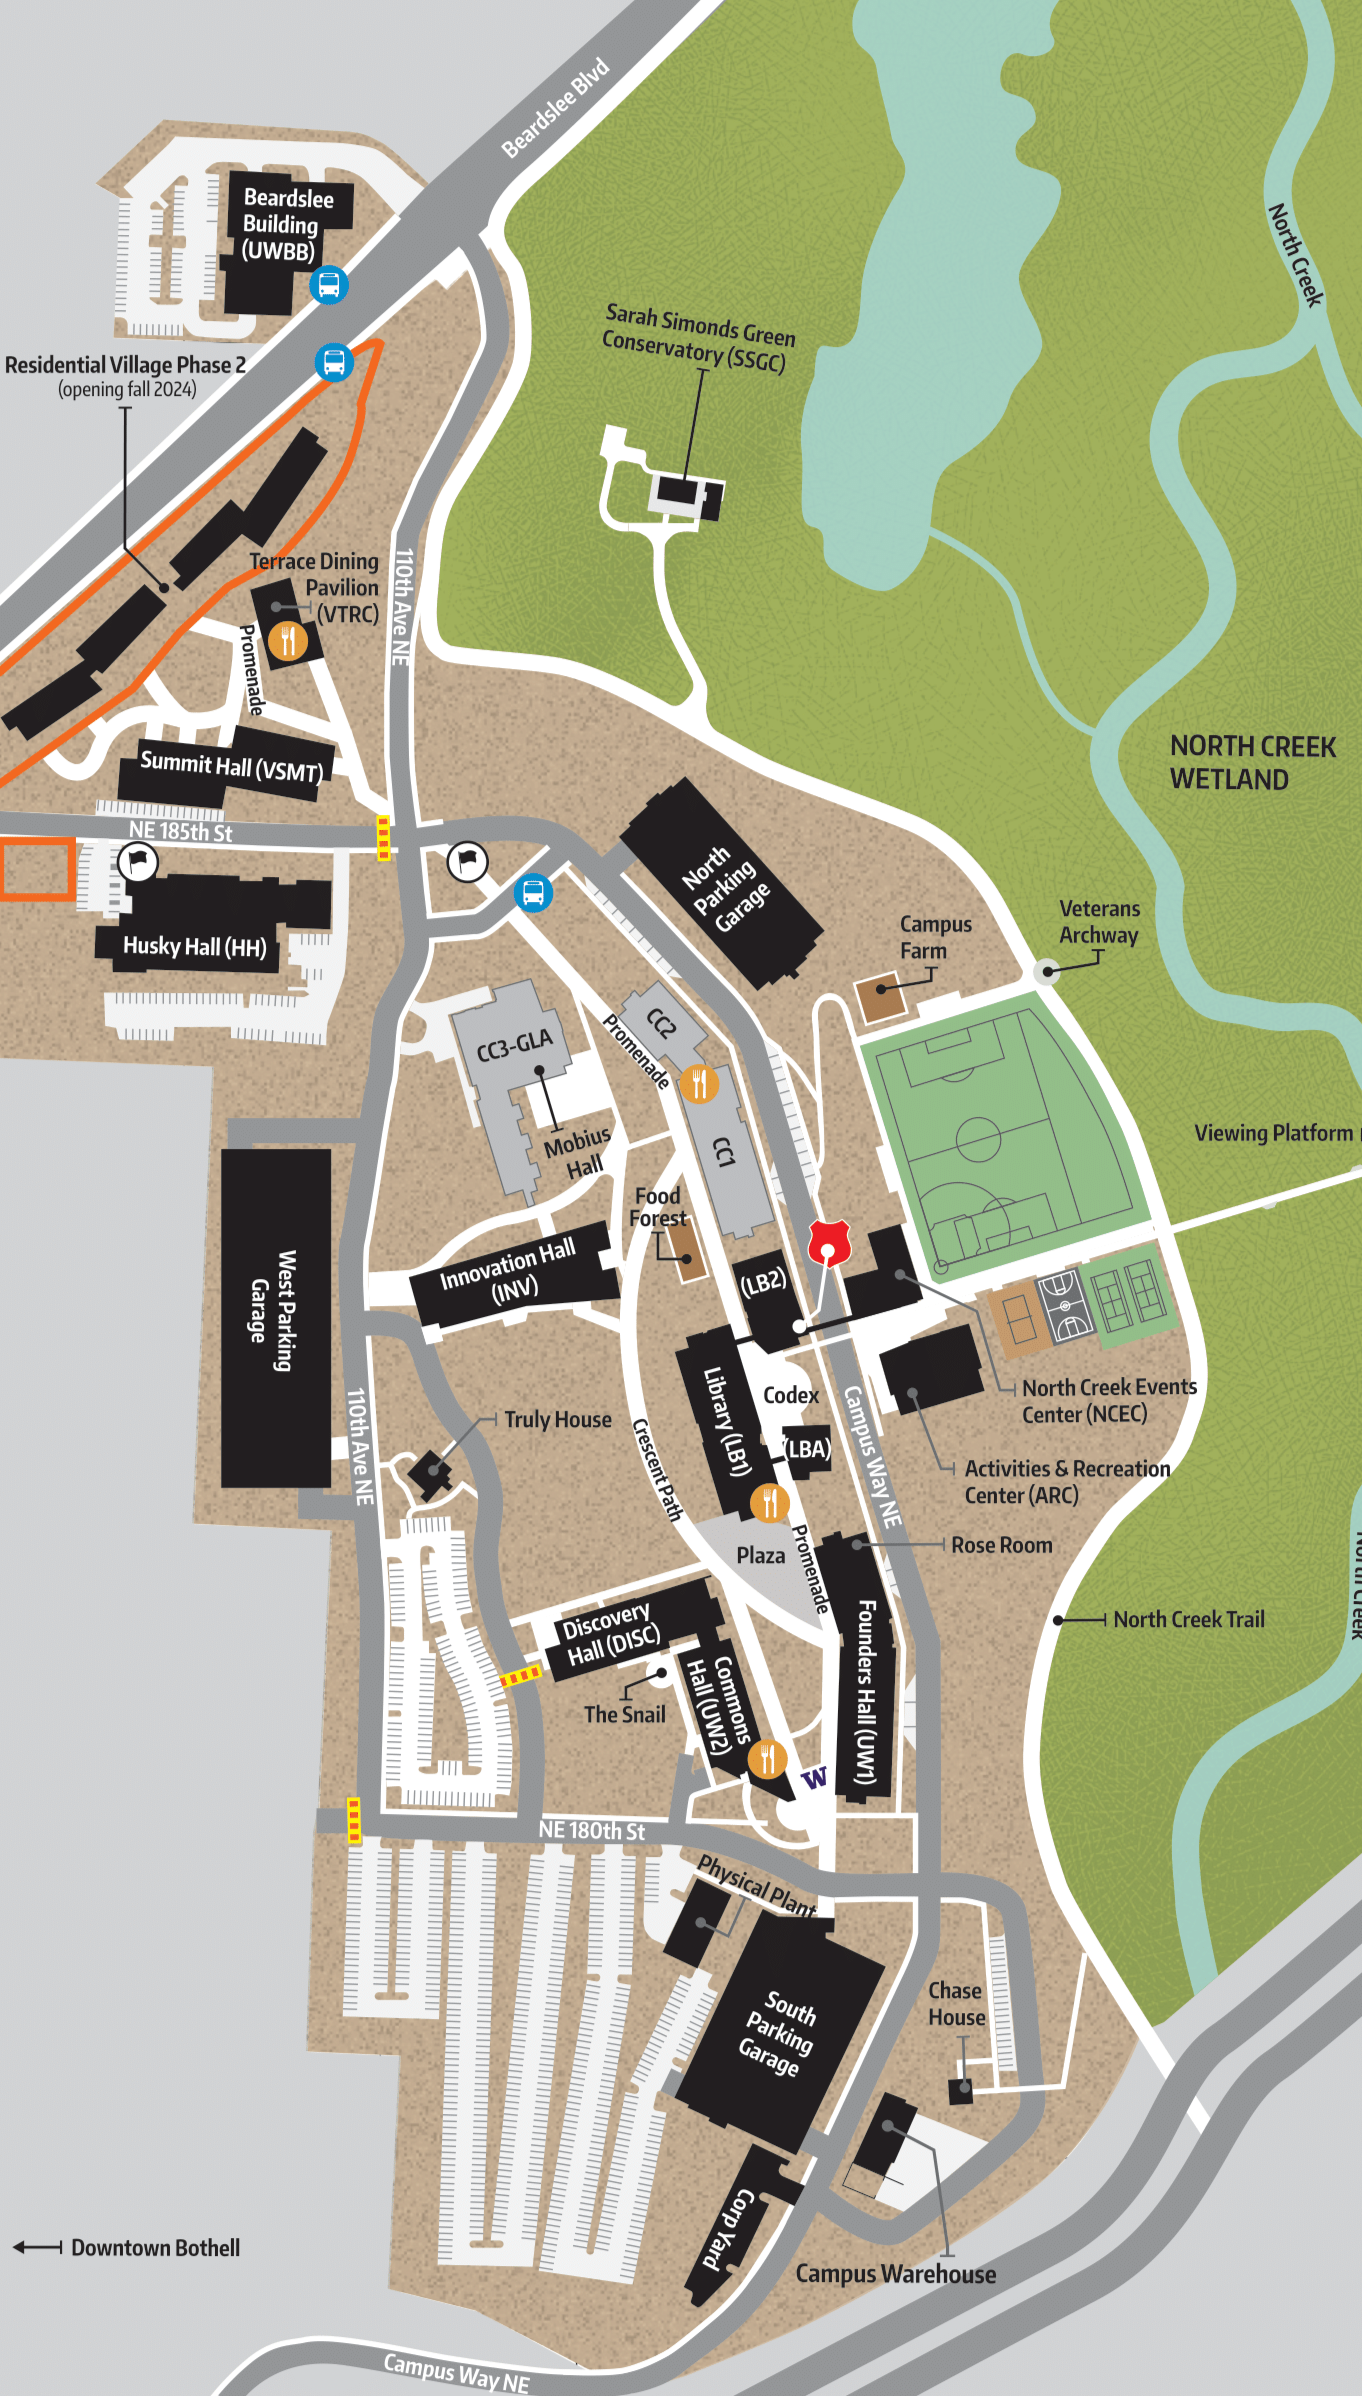 Beardslee Blvd
Beardslee
Building
(UWBB)
North Creek
Sarah Simonds Green
Conservatory (SSGC)
Residential Village Phase 2
(opening fall 2024)
Terrace Dining
Pavilion
(VTRC)
110th Ave NE
Promenade
NORTH CREEK
WETLAND
Summit Hall (VSMT)
NE 185th St
North
Parking
Garage
Veterans
Archway
Campus
Farm
Husky Hall (HH)
CC2
CC3-GLA
Promenade
Mobius
Hall
CC1
Viewing Platform
Food
Forest
Innovation Hall
(INV)
(LB2)
West Parking
Garage
Library (LB1)
Codex
North Creek Events
Center (NCEC)
110th Ave NE
Truly House
Crescent Path
(LBA)
Campus Way NE
Activities & Recreation
Center (ARC)
Plaza
Promenade
Rose Room
North Creek
Discovery
Hall (DISC)
Founders Hall (UW1)
North Creek Trail
Commons
Hall (UW2)
The Snail
W
NE 180th St
Physical Plant
South
Parking
Garage
Chase
House
Corp Yard
Downtown Bothell
Campus Warehouse
Campus Way NE